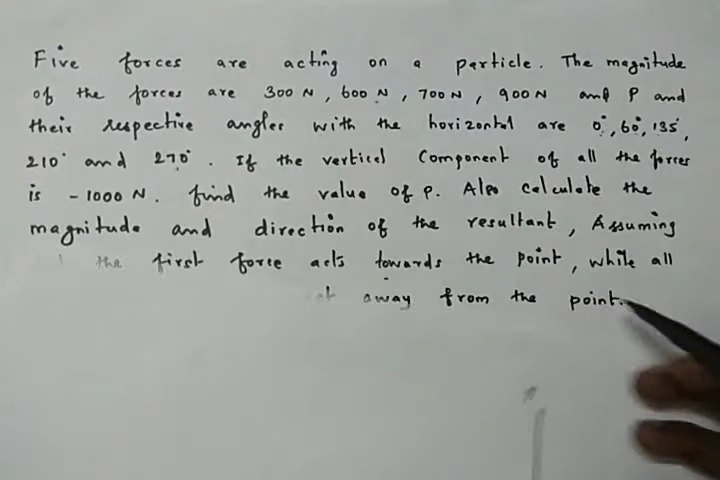 Five forces are acting on a particle. The magnitude
of the forces are 300 N, 600 N, 700 N, 900 N and P and
their respective angles with the horizontal are 0°, 60°, 135°,
210° and 270°. If the vertical component of all the forces
is -1000 N. find the value of P. Also calculate the
magnitude and direction of the resultant, Assuming
the first force acts towards the point, while all
away from the point.